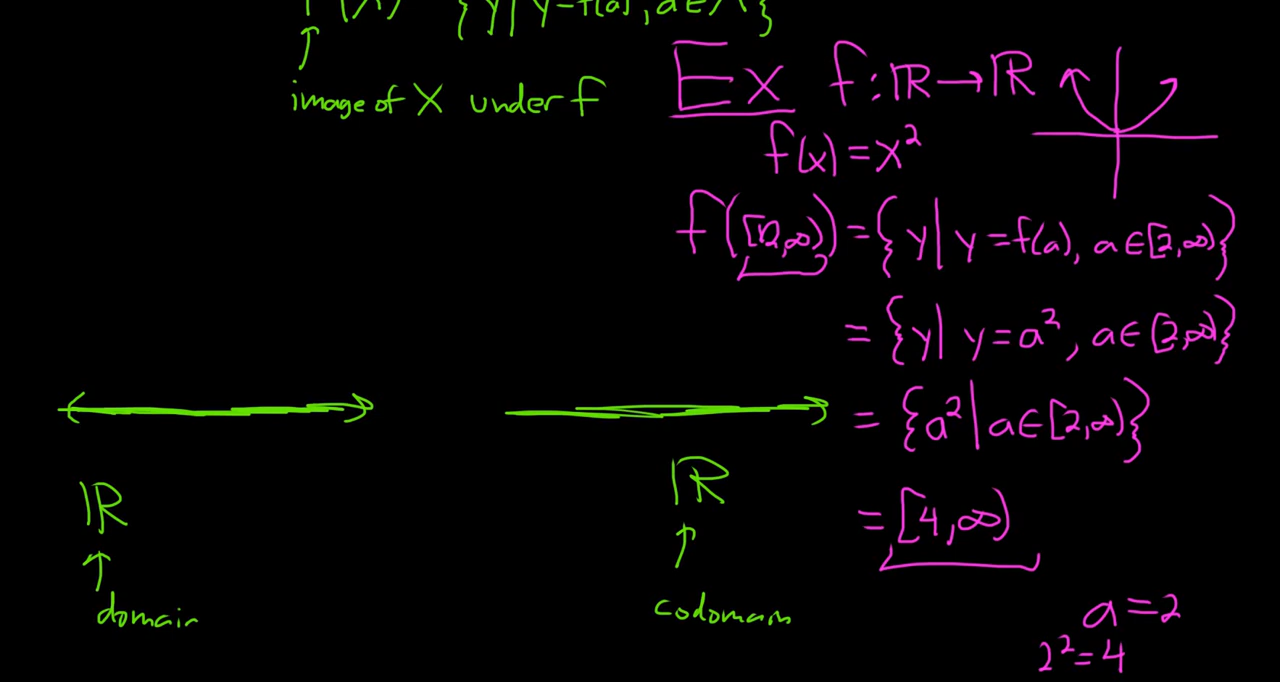 f(X) = {y | y=f(a), a∈X}
↑
image of X under f
Ex f: ℝ→ℝ
f(x)=x²
f([2,∞)) = {y | y=f(a), a∈[2,∞)}
= {y | y=a², a∈[2,∞)}
= {a² | a∈[2,∞)}
= [4,∞)
a=2
2²=4
ℝ
↑
domain
ℝ
↑
codomain